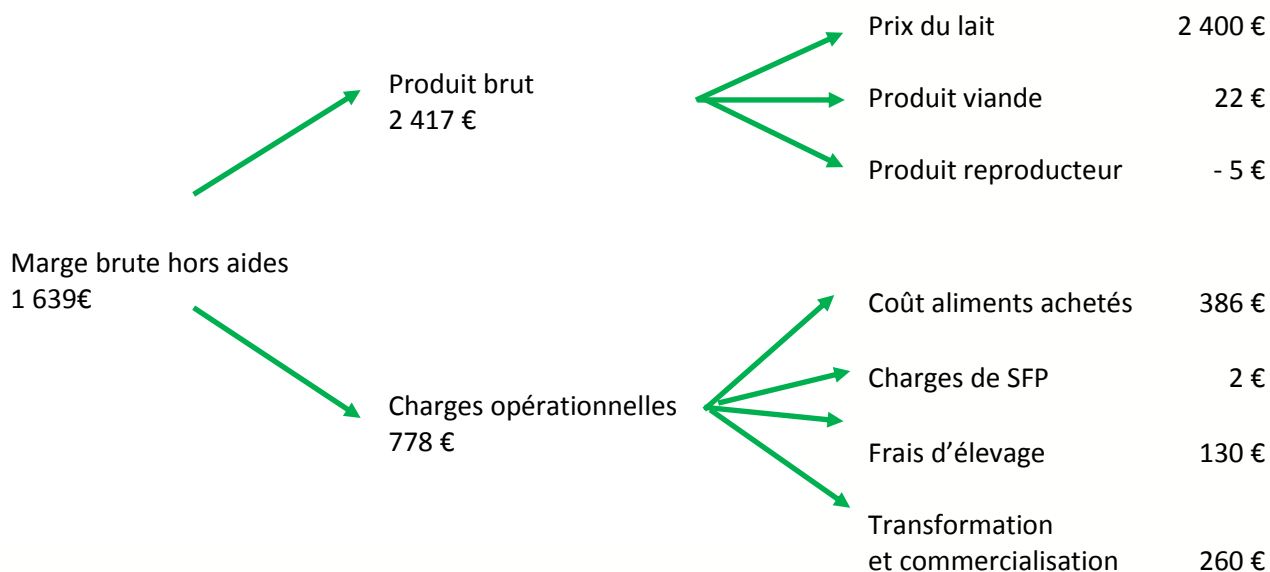 Prix du lait 2 400 €
Produit brut
2 417 €
Produit viande 22 €
Produit reproducteur - 5 €
Marge brute hors aides
1 639€
Coût aliments achetés 386 €
Charges de SFP 2 €
Charges opérationnelles
778 €
Frais d’élevage 130 €
Transformation
et commercialisation 260 €